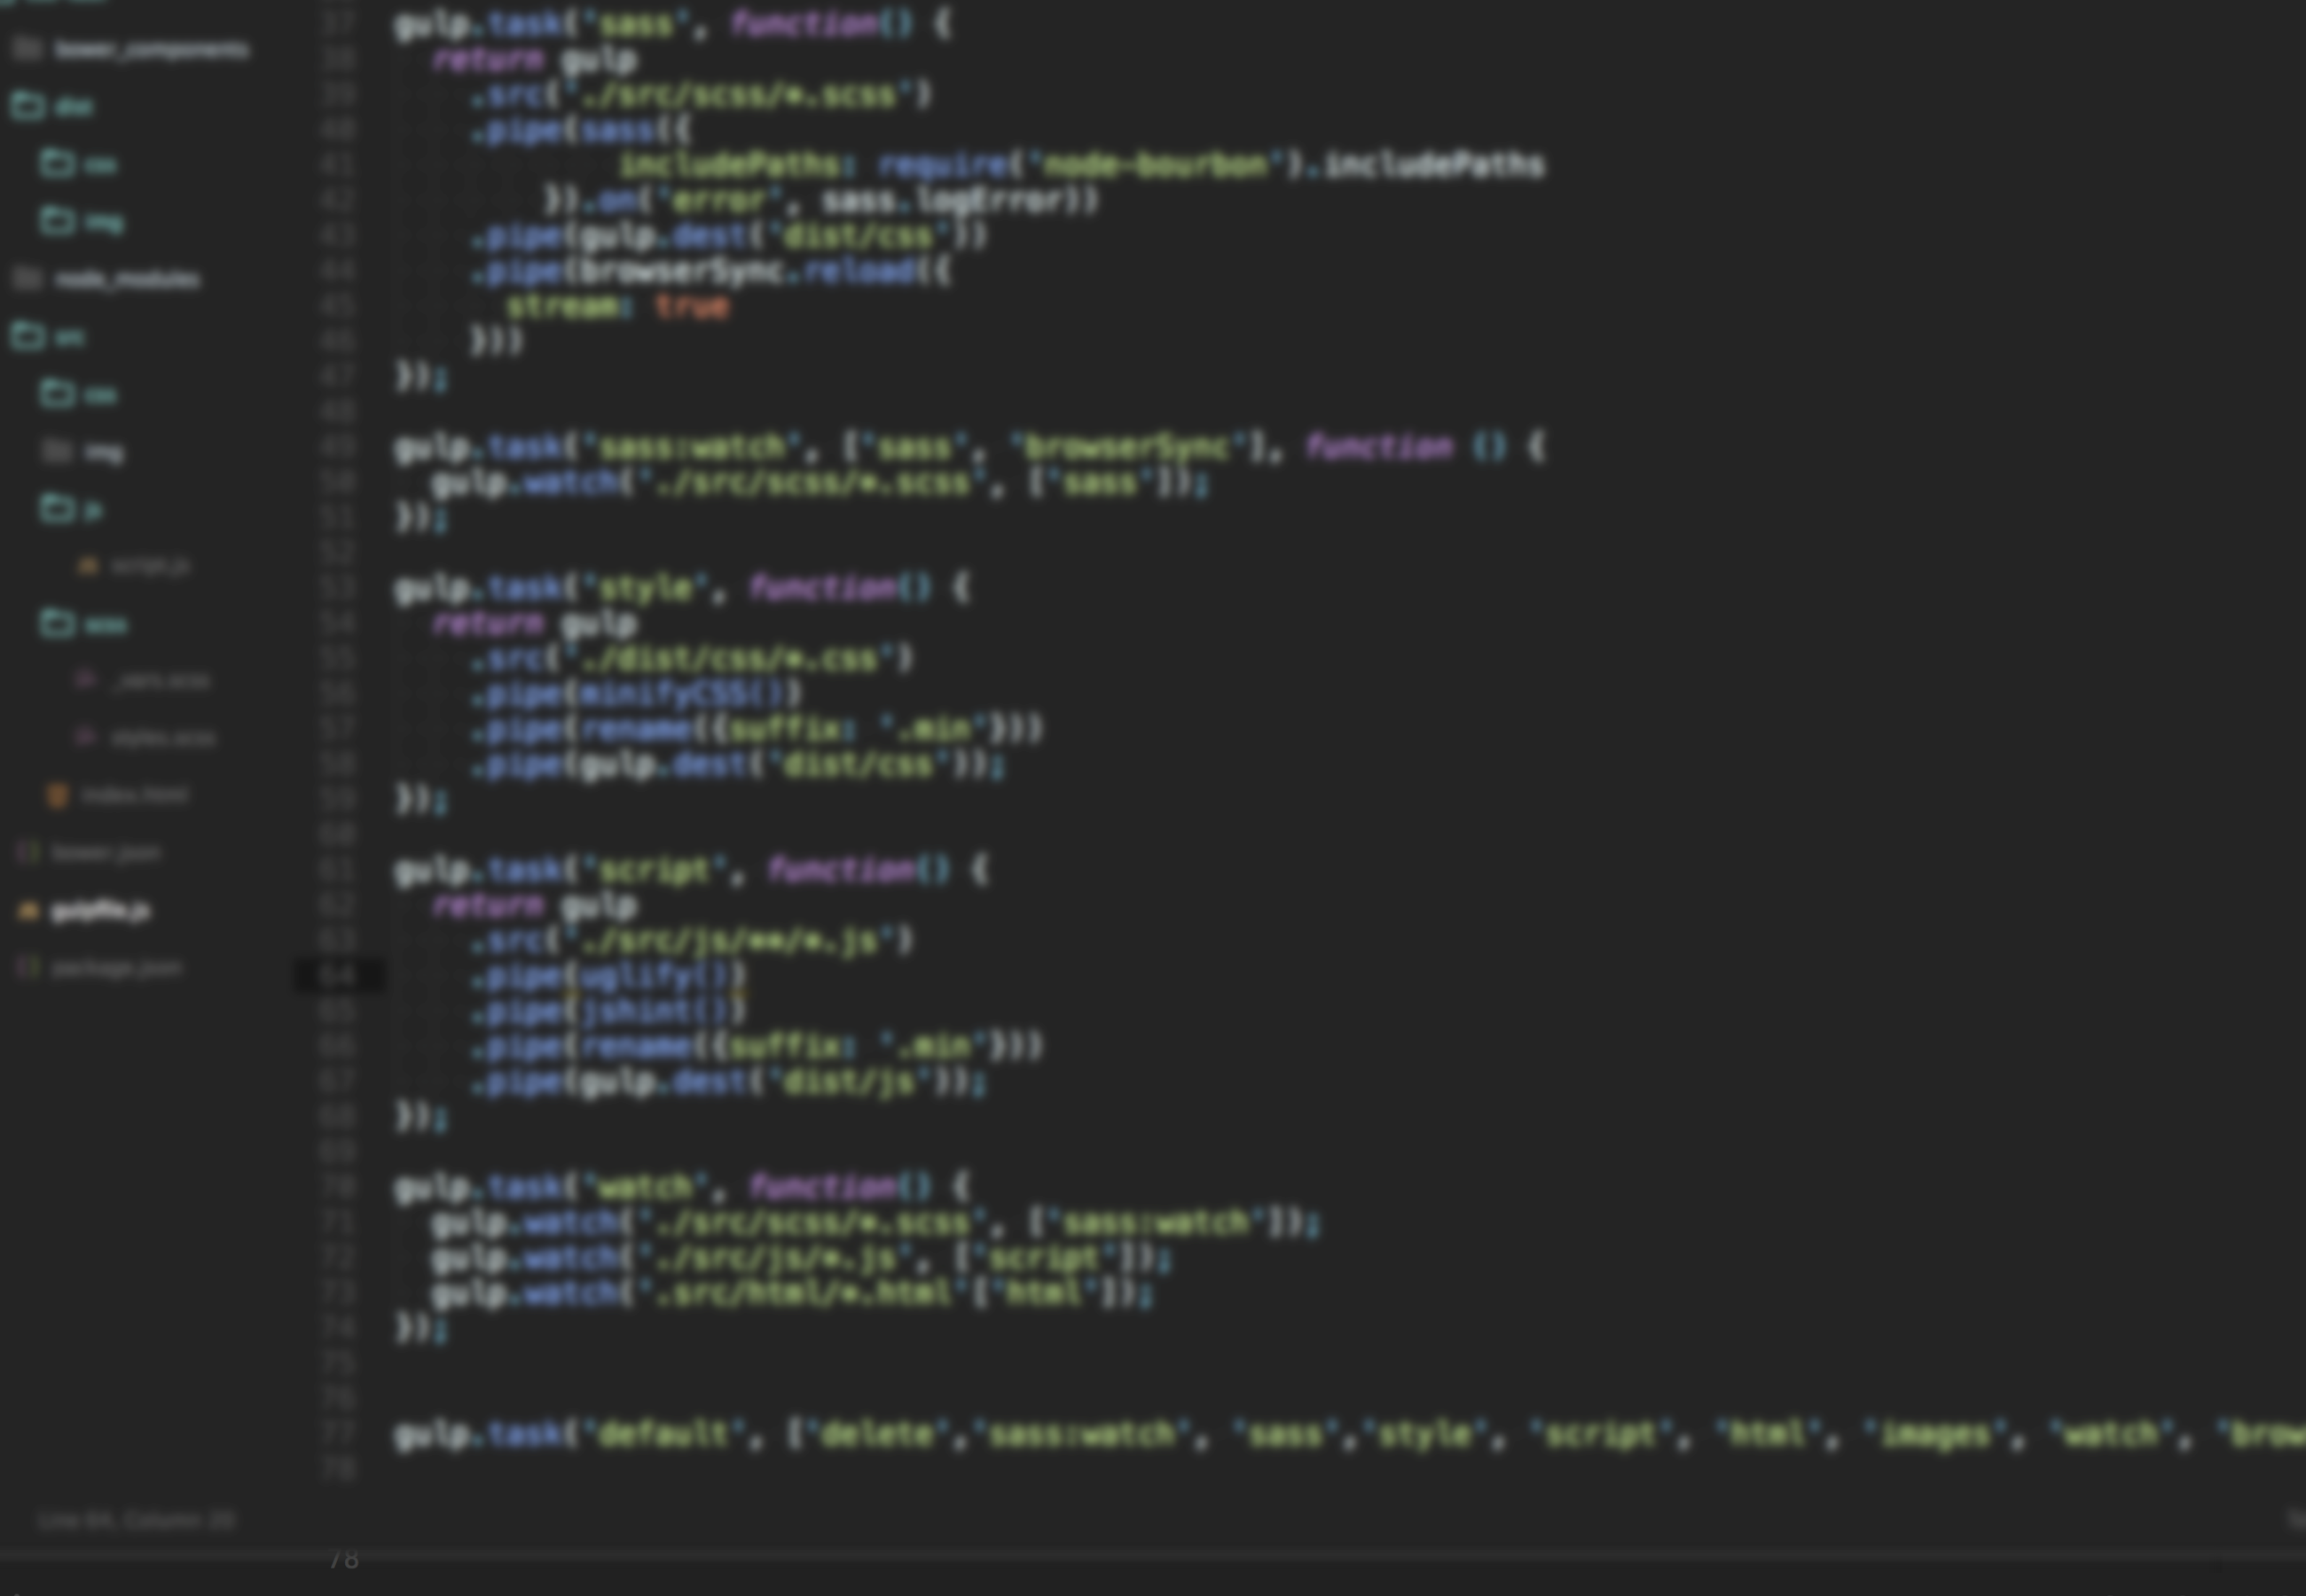 bower_components
dist
css
img
node_modules
src
css
img
js
script.js
scss
_vars.scss
styles.scss
index.html
bower.json
gulpfile.js
package.json
37 gulp.task('sass', function() {
38 return gulp
39 .src('./src/scss/*.scss')
40 .pipe(sass({
41 includePaths: require('node-bourbon').includePaths
42 }).on('error', sass.logError))
43 .pipe(gulp.dest('dist/css'))
44 .pipe(browserSync.reload({
45 stream: true
46 }))
47 });
48
49 gulp.task('sass:watch', ['sass', 'browserSync'], function () {
50 gulp.watch('./src/scss/*.scss', ['sass']);
51 });
52
53 gulp.task('style', function() {
54 return gulp
55 .src('./dist/css/*.css')
56 .pipe(minifyCSS())
57 .pipe(rename({suffix: '.min'}))
58 .pipe(gulp.dest('dist/css'));
59 });
60
61 gulp.task('script', function() {
62 return gulp
63 .src('./src/js/**/*.js')
64 .pipe(uglify())
65 .pipe(jshint())
66 .pipe(rename({suffix: '.min'}))
67 .pipe(gulp.dest('dist/js'));
68 });
69
70 gulp.task('watch', function() {
71 gulp.watch('./src/scss/*.scss', ['sass:watch']);
72 gulp.watch('./src/js/*.js', ['script']);
73 gulp.watch('.src/html/*.html'['html']);
74 });
75
76
77 gulp.task('default', ['delete','sass:watch', 'sass','style', 'script', 'html', 'images', 'watch', 'brow
78
Line 64, Column 20
78